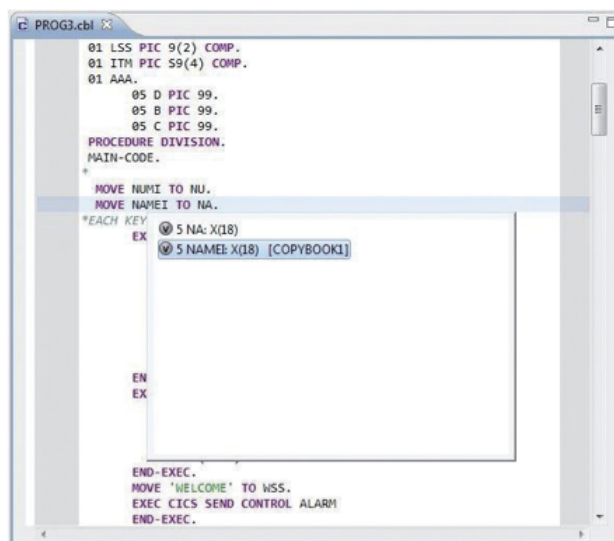 PROG3.cbl
01 LSS PIC 9(2) COMP.
01 ITM PIC S9(4) COMP.
01 AAA.
05 D PIC 99.
05 B PIC 99.
05 C PIC 99.
PROCEDURE DIVISION.
MAIN-CODE.
*
MOVE NUMI TO NU.
MOVE NAMEI TO NA.
*EACH KEY
EX
5 NA: X(18)
5 NAMEI: X(18) [COPYBOOK1]
EN
EX
END-EXEC.
MOVE 'WELCOME' TO WSS.
EXEC CICS SEND CONTROL ALARM
END-EXEC.